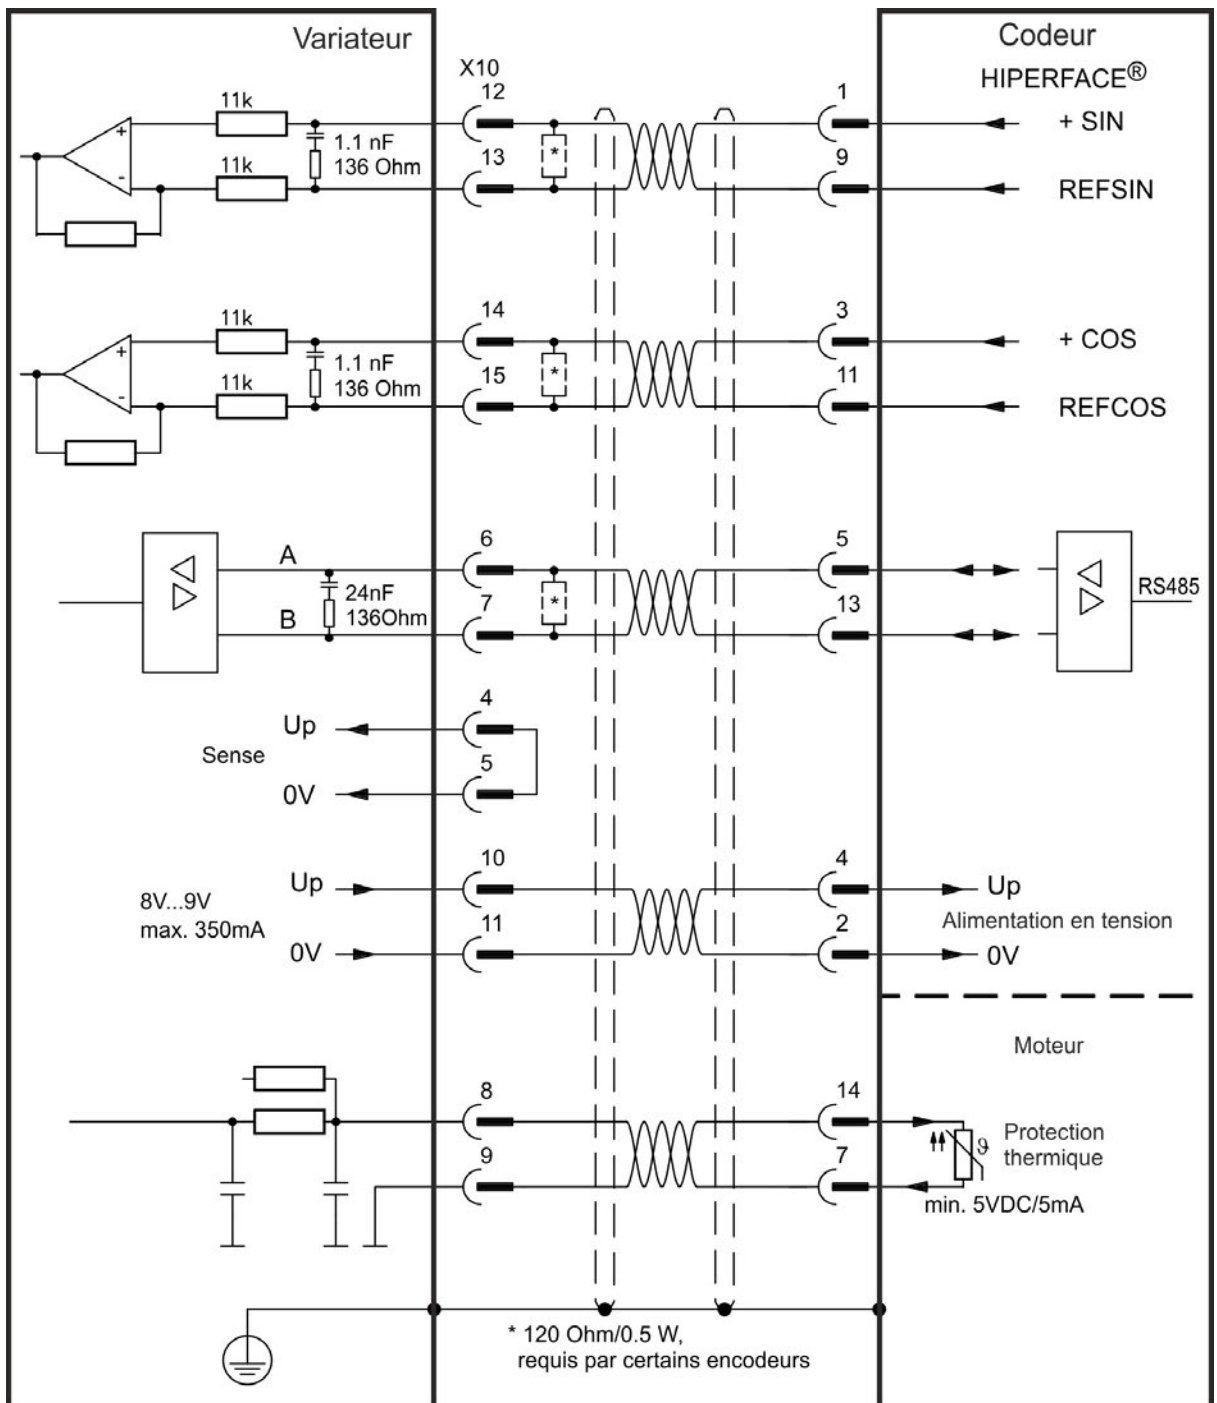 Variateur
Codeur
HIPERFACE®
X10
12
1
11k
+
1.1 nF
136 Ohm
*
+ SIN
13
9
11k
-
REFSIN
14
3
11k
+
1.1 nF
136 Ohm
*
+ COS
15
11
11k
-
REFCOS
6
5
A
24nF
136Ohm
*
RS485
7
13
B
4
Up
Sense
5
0V
10
4
Up
Up
8V...9V
max. 350mA
Alimentation en tension
11
2
0V
0V
Moteur
8
14
Protection
thermique
ϑ
9
7
min. 5VDC/5mA
* 120 Ohm/0.5 W,
requis par certains encodeurs